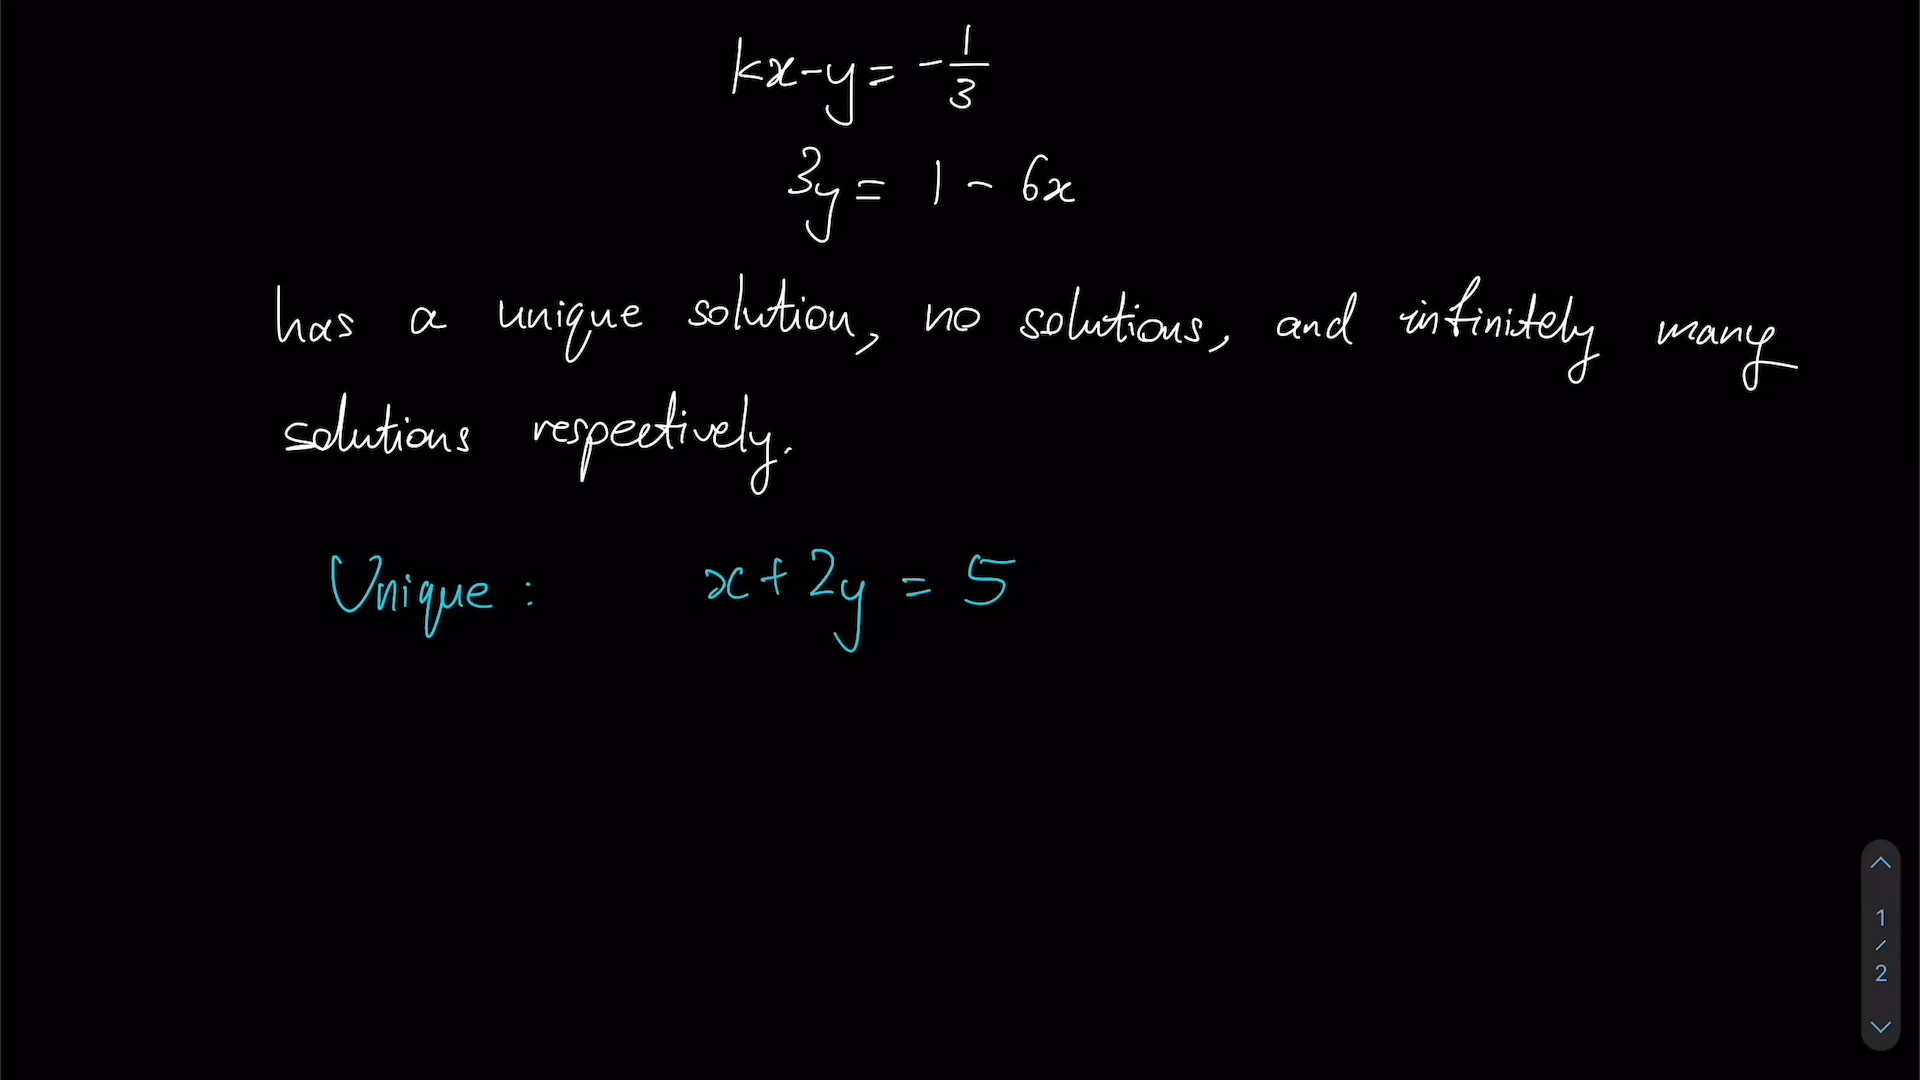 kx-y = -1/3
3y = 1 - 6x
has a unique solution, no solutions, and infinitely many
solutions respectively.
Unique : x + 2y = 5
1
/
2